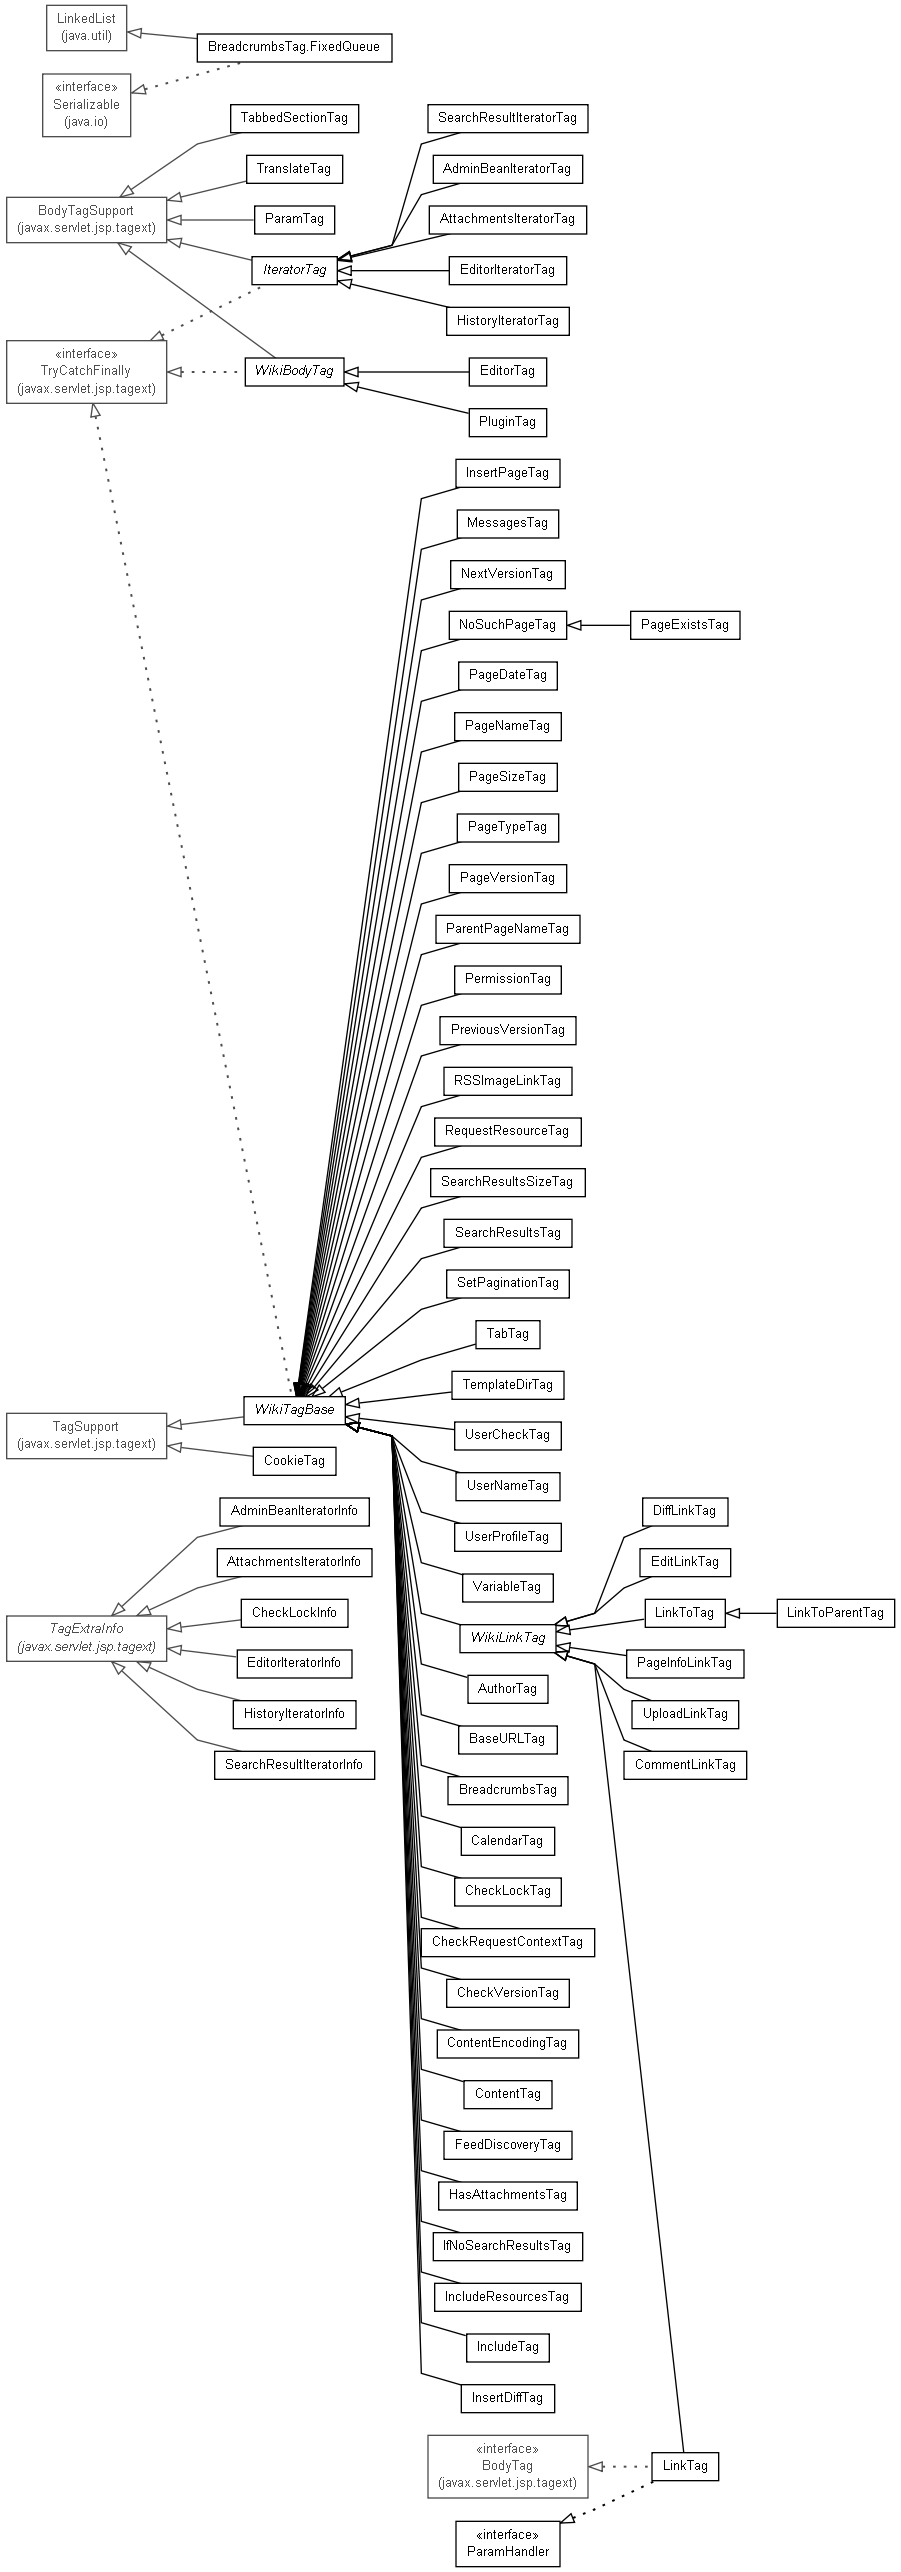 LinkedList
(java.util)
BreadcrumbsTag.FixedQueue
«interface»
Serializable
(java.io)
TabbedSectionTag
SearchResultIteratorTag
TranslateTag
AdminBeanIteratorTag
BodyTagSupport
(javax.servlet.jsp.tagext)
ParamTag
AttachmentsIteratorTag
IteratorTag
EditorIteratorTag
HistoryIteratorTag
«interface»
TryCatchFinally
(javax.servlet.jsp.tagext)
WikiBodyTag
EditorTag
PluginTag
InsertPageTag
MessagesTag
NextVersionTag
NoSuchPageTag
PageExistsTag
PageDateTag
PageNameTag
PageSizeTag
PageTypeTag
PageVersionTag
ParentPageNameTag
PermissionTag
PreviousVersionTag
RSSImageLinkTag
RequestResourceTag
SearchResultsSizeTag
SearchResultsTag
SetPaginationTag
TabTag
TemplateDirTag
WikiTagBase
TagSupport
(javax.servlet.jsp.tagext)
UserCheckTag
CookieTag
UserNameTag
AdminBeanIteratorInfo
DiffLinkTag
UserProfileTag
AttachmentsIteratorInfo
EditLinkTag
VariableTag
CheckLockInfo
LinkToTag
LinkToParentTag
TagExtraInfo
(javax.servlet.jsp.tagext)
WikiLinkTag
EditorIteratorInfo
PageInfoLinkTag
AuthorTag
HistoryIteratorInfo
UploadLinkTag
BaseURLTag
SearchResultIteratorInfo
CommentLinkTag
BreadcrumbsTag
CalendarTag
CheckLockTag
CheckRequestContextTag
CheckVersionTag
ContentEncodingTag
ContentTag
FeedDiscoveryTag
HasAttachmentsTag
IfNoSearchResultsTag
IncludeResourcesTag
IncludeTag
InsertDiffTag
«interface»
BodyTag
(javax.servlet.jsp.tagext)
LinkTag
«interface»
ParamHandler